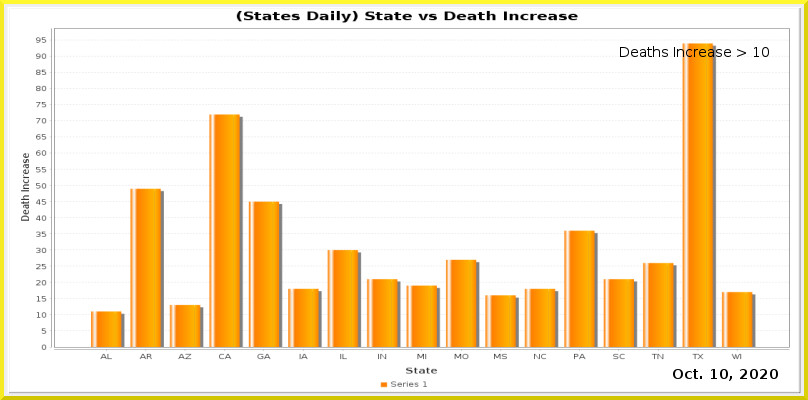 (States Daily) State vs Death Increase
Deaths Increase > 10
Death Increase
95
90
85
80
75
70
65
60
55
50
45
40
35
30
25
20
15
10
5
0
AL AR AZ CA GA IA IL IN MI MO MS NC PA SC TN TX WI
State
Oct. 10, 2020
Series 1